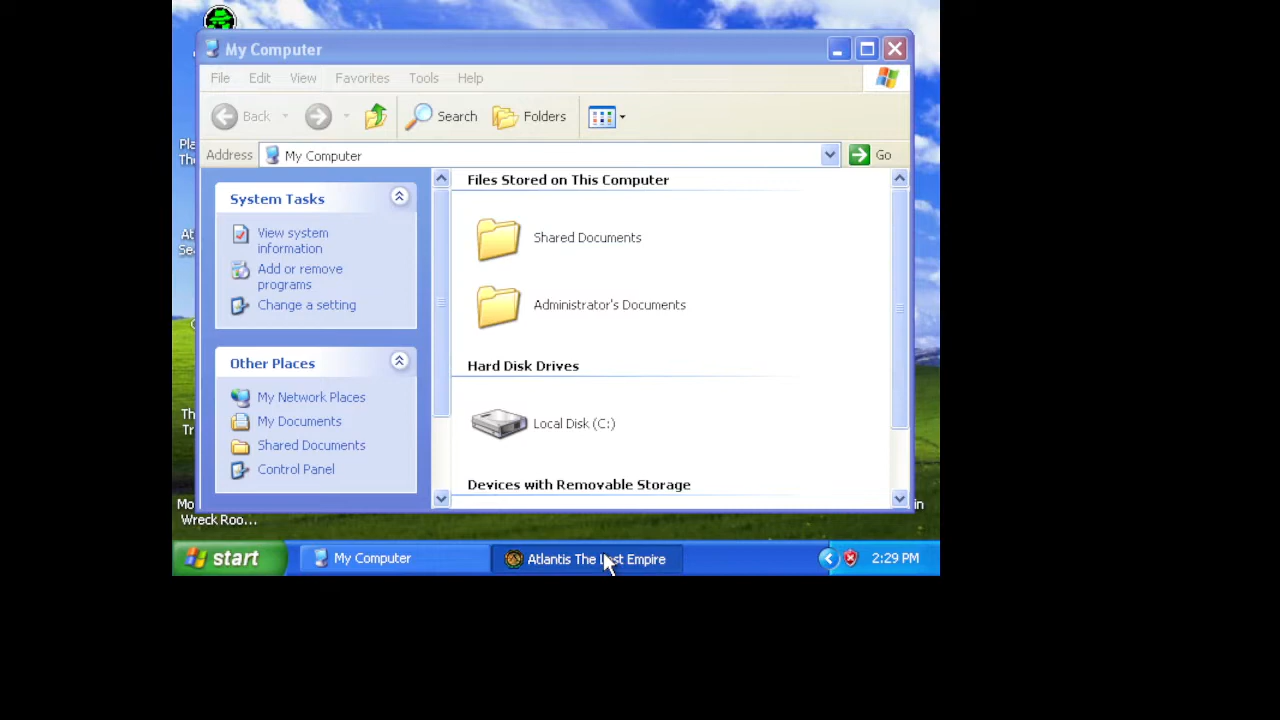 My Computer
File Edit View Favorites Tools Help
Back Search Folders
Address My Computer Go
System Tasks
View system
information
Add or remove
programs
Change a setting
Other Places
My Network Places
My Documents
Shared Documents
Control Panel
Files Stored on This Computer
Shared Documents
Administrator's Documents
Hard Disk Drives
Local Disk (C:)
Devices with Removable Storage
Wreck Roo...
start My Computer Atlantis The Lost Empire 2:29 PM